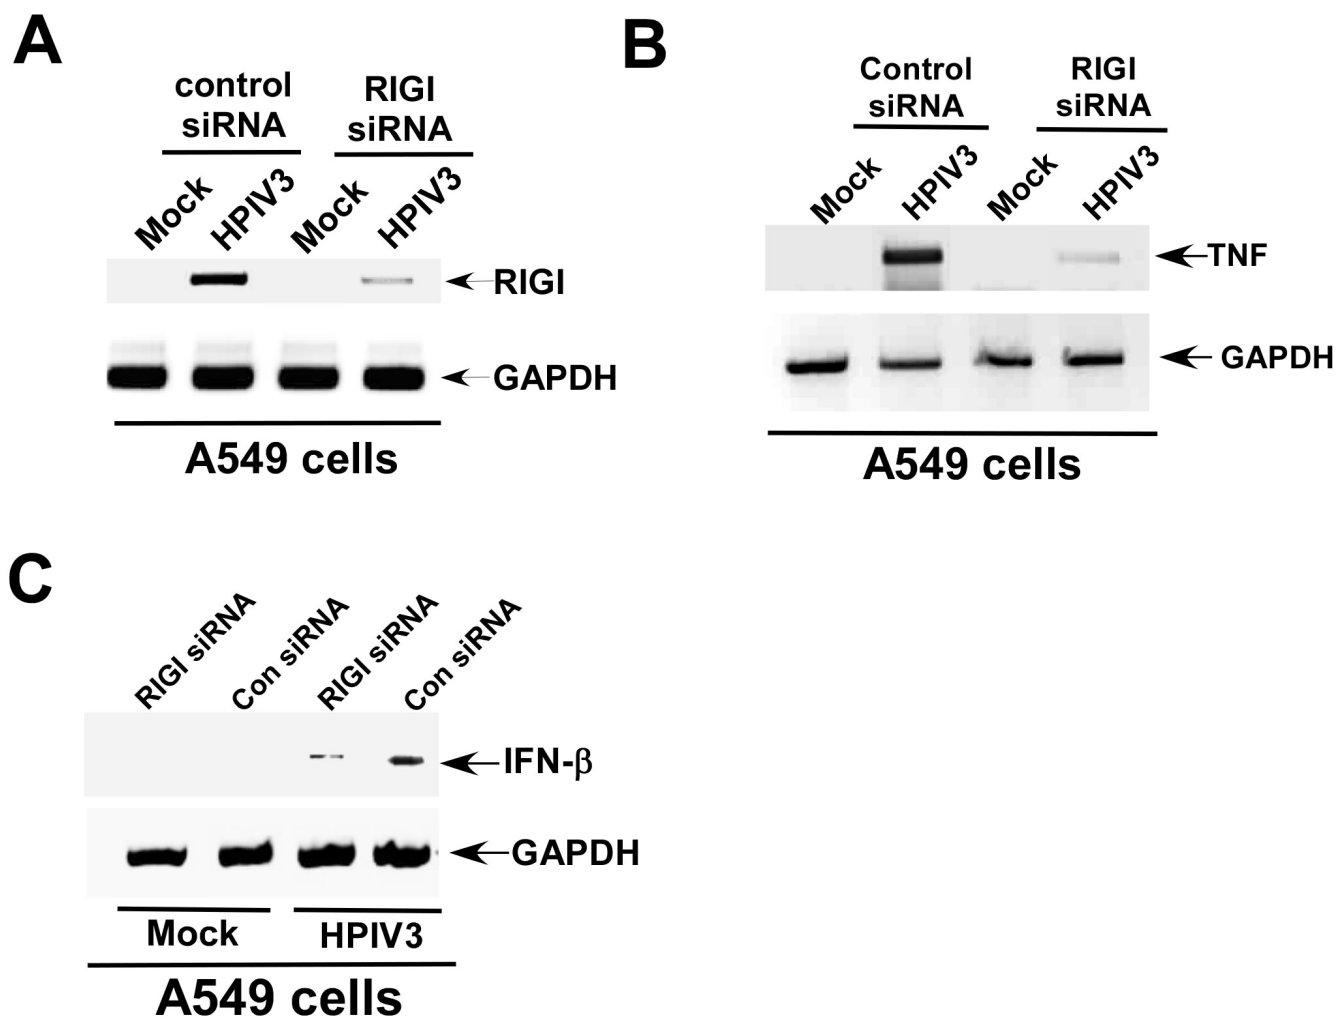 A
control
siRNA
RIGI
siRNA
Mock
HPIV3
Mock
HPIV3
RIGI
GAPDH
A549 cells
B
Control
siRNA
RIGI
siRNA
Mock
HPIV3
Mock
HPIV3
TNF
GAPDH
A549 cells
C
RIGI siRNA
Con siRNA
RIGI siRNA
Con siRNA
IFN-β
GAPDH
Mock
HPIV3
A549 cells